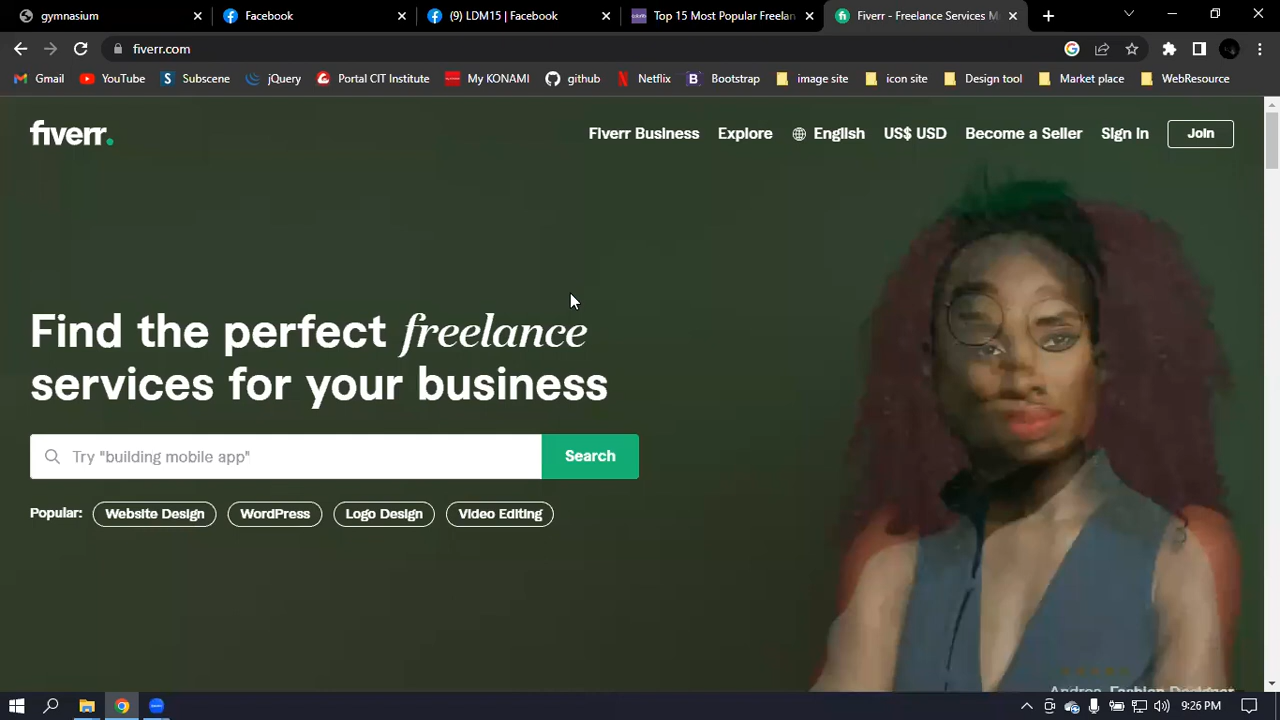 gymnasium
Facebook
(9) LDM15 | Facebook
Top 15 Most Popular Freelan
Fiverr - Freelance Services M
fiverr.com
Gmail
YouTube
Subscene
jQuery
Portal CIT Institute
My KONAMI
github
Netflix
Bootstrap
image site
icon site
Design tool
Market place
WebResource
fiverr.
Fiverr Business
Explore
English
US$ USD
Become a Seller
Sign in
Join
Find the perfect freelance
services for your business
Try "building mobile app"
Search
Popular:
Website Design
WordPress
Logo Design
Video Editing
Andrea, Fashion Designer
9:26 PM